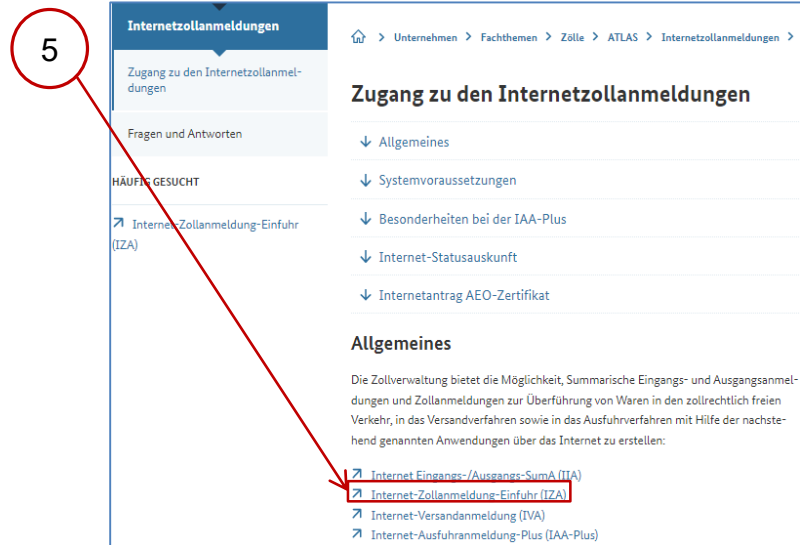 5
Internetzollanmeldungen
Zugang zu den Internetzollanmel-
dungen
Fragen und Antworten
HÄUFIG GESUCHT
Internet-Zollanmeldung-Einfuhr
(IZA)
> Unternehmen > Fachthemen > Zölle > ATLAS > Internetzollanmeldungen >
Zugang zu den Internetzollanmeldungen
↓ Allgemeines
↓ Systemvoraussetzungen
↓ Besonderheiten bei der IAA-Plus
↓ Internet-Statusauskunft
↓ Internetantrag AEO-Zertifikat
Allgemeines
Die Zollverwaltung bietet die Möglichkeit, Summarische Eingangs- und Ausgangsanmel-
dungen und Zollanmeldungen zur Überführung von Waren in den zollrechtlich freien
Verkehr, in das Versandverfahren sowie in das Ausfuhrverfahren mit Hilfe der nachste-
hend genannten Anwendungen über das Internet zu erstellen:
Internet Eingangs-/Ausgangs-SumA (IIA)
Internet-Zollanmeldung-Einfuhr (IZA)
Internet-Versandanmeldung (IVA)
Internet-Ausfuhranmeldung-Plus (IAA-Plus)